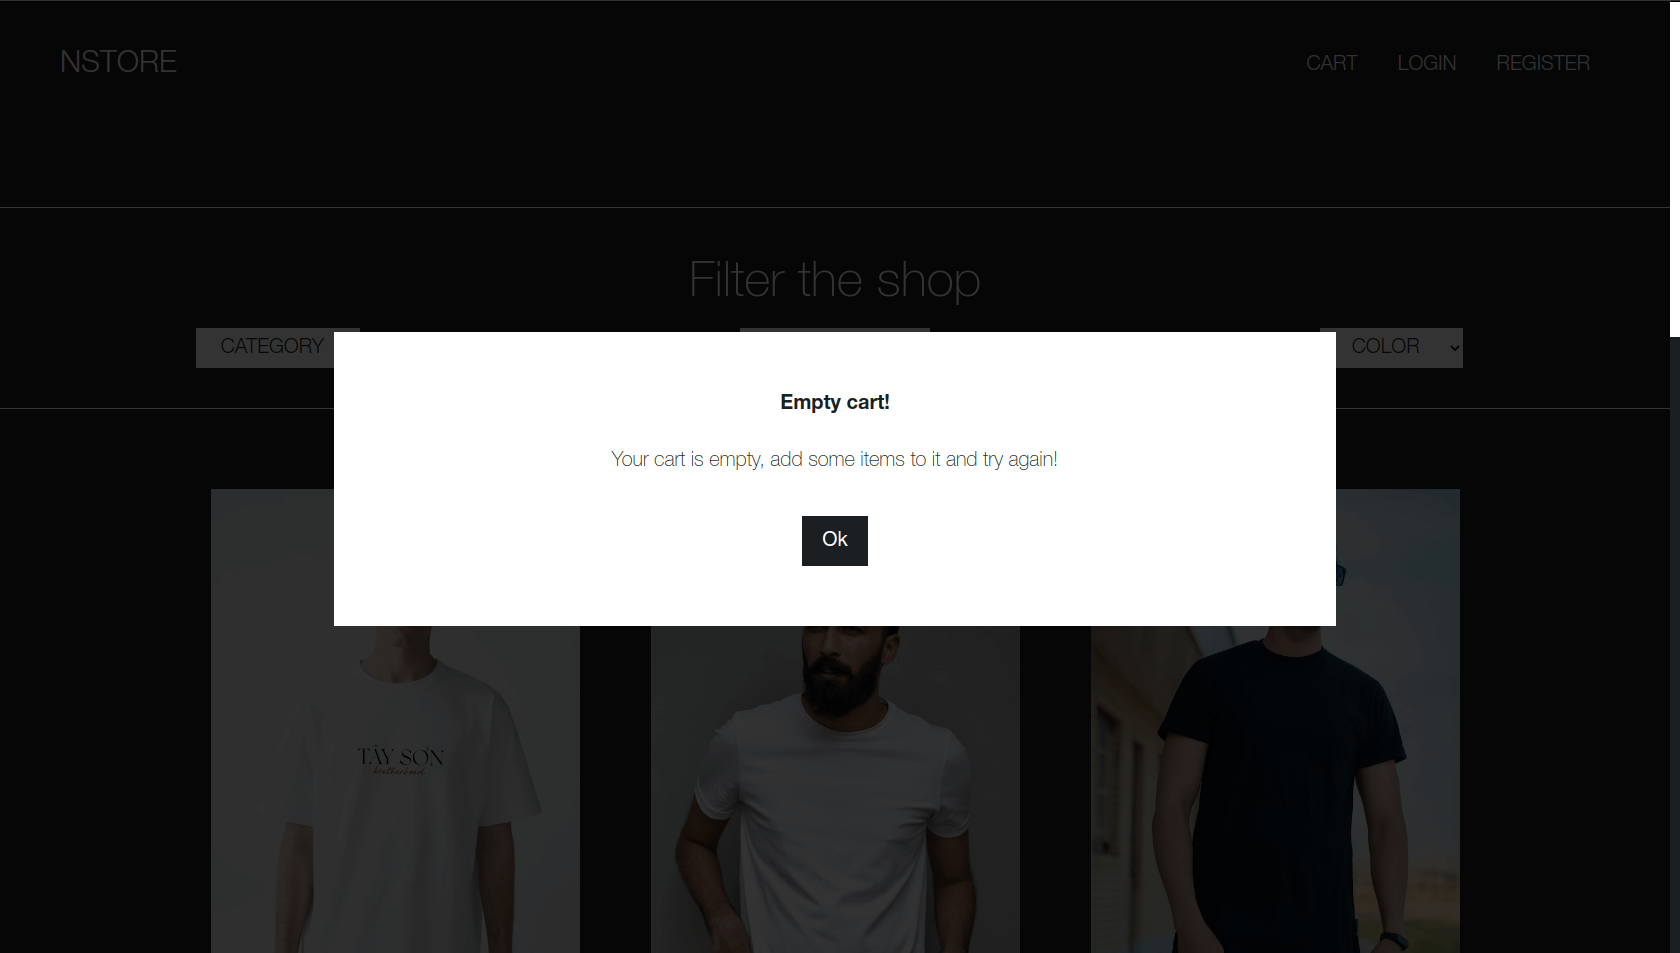 NSTORE
CART LOGIN REGISTER
Filter the shop
CATEGORY COLOR
Empty cart!
Your cart is empty, add some items to it and try again!
Ok
TÂY SƠN
brotherhood